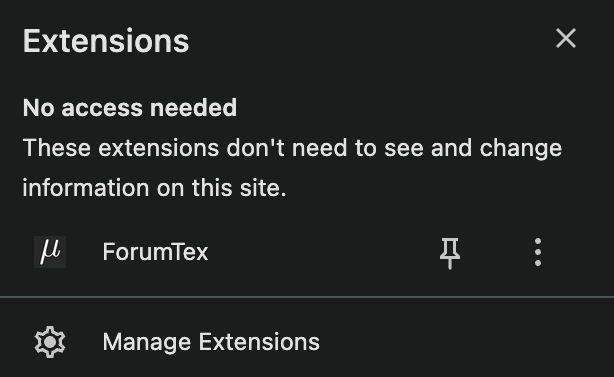 Extensions
No access needed
These extensions don't need to see and change
information on this site.
μ ForumTex
Manage Extensions